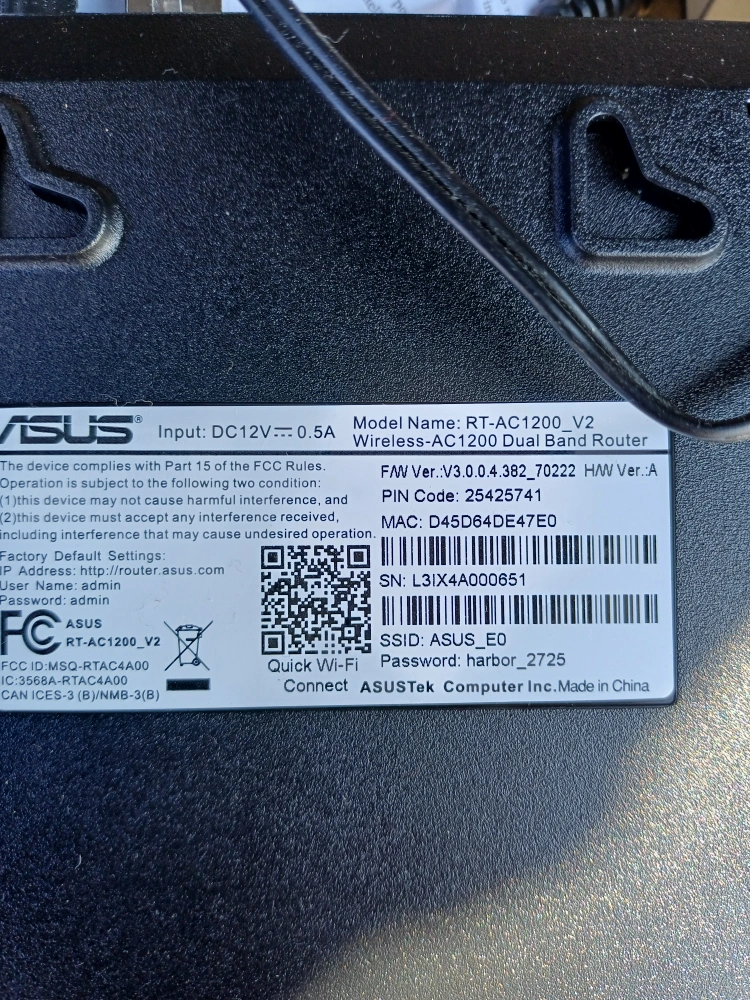 ASUS®
Input: DC12V⎓ 0.5A
Model Name: RT-AC1200_V2
Wireless-AC1200 Dual Band Router
The device complies with Part 15 of the FCC Rules.
Operation is subject to the following two condition:
(1)this device may not cause harmful interference, and
(2)this device must accept any interference received,
including interference that may cause undesired operation.
Factory Default Settings:
IP Address: http://router.asus.com
User Name: admin
Password: admin
FC ASUS
RT-AC1200_V2
FCC ID:MSQ-RTAC4A00
IC:3568A-RTAC4A00
CAN ICES-3 (B)/NMB-3(B)
Quick Wi-Fi
Connect
F/W Ver.:V3.0.0.4.382_70222 H/W Ver.:A
PIN Code: 25425741
MAC: D45D64DE47E0
SN: L3IX4A000651
SSID: ASUS_E0
Password: harbor_2725
ASUSTek Computer Inc.Made in China